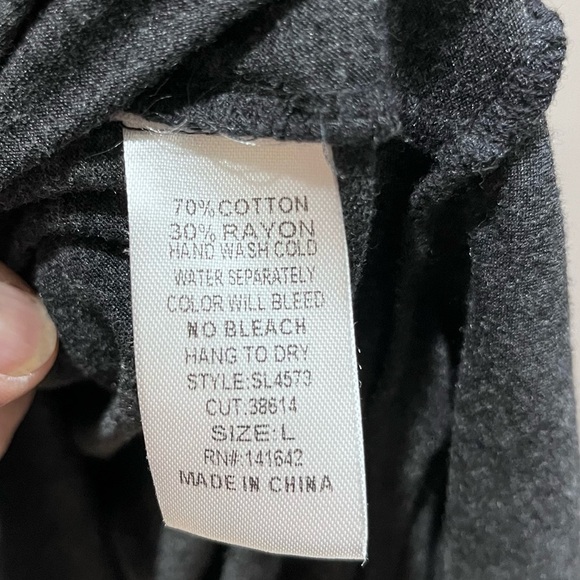 70% COTTON
30% RAYON
HAND WASH COLD
WATER SEPARATELY
COLOR WILL BLEED
NO BLEACH
HANG TO DRY
STYLE:SL4573
CUT.38614
SIZE:L
RN#:141642
MADE IN CHINA